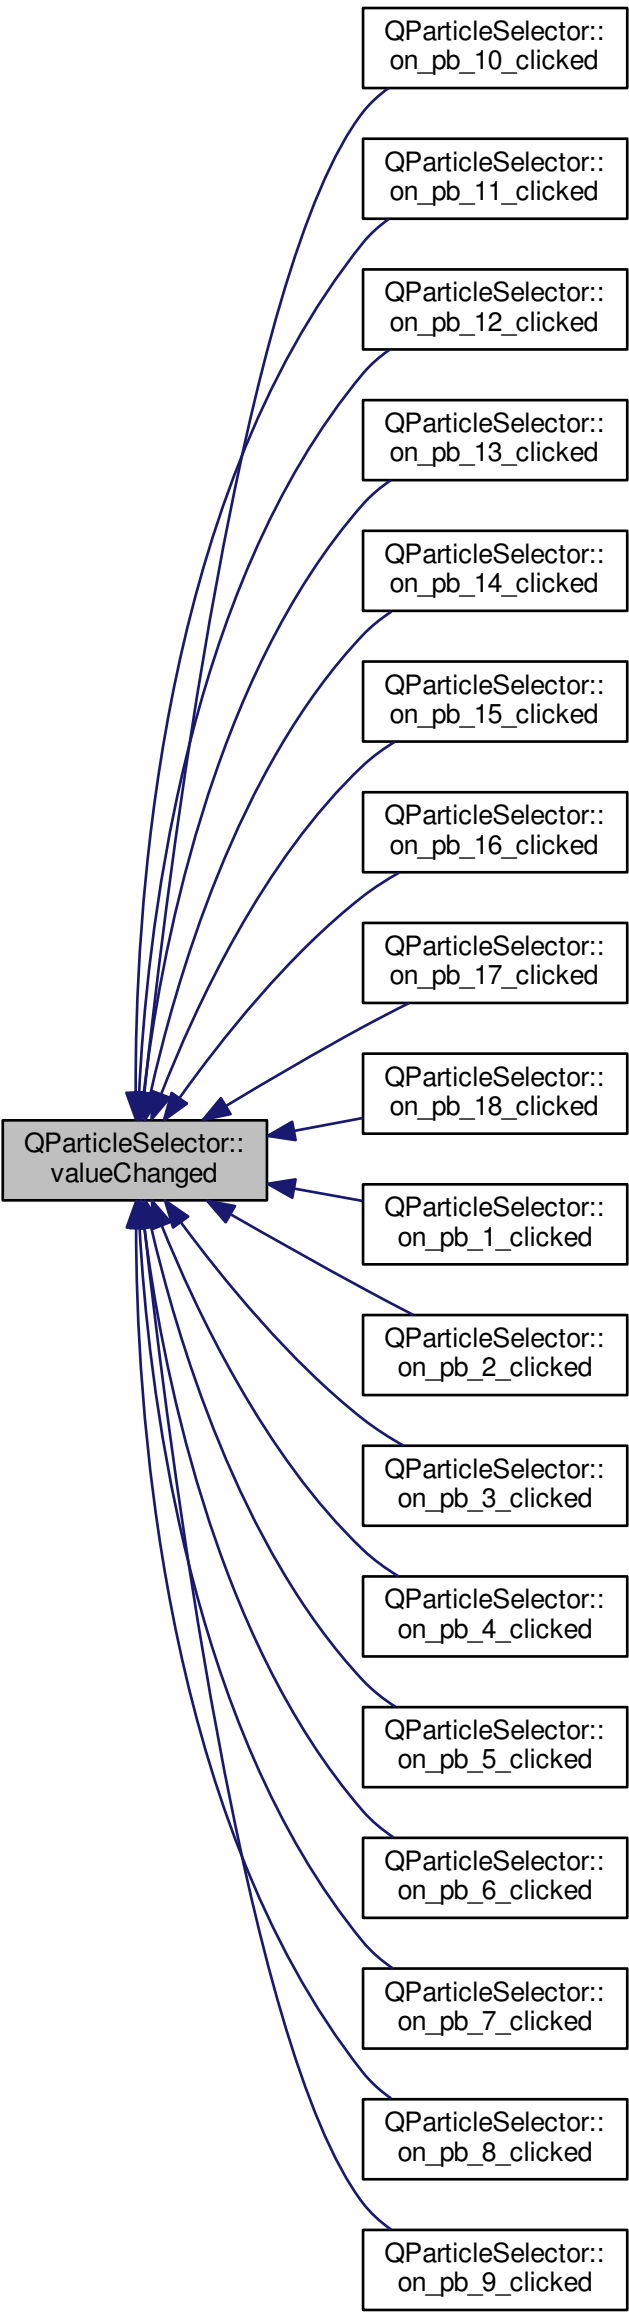 QParticleSelector::
on_pb_10_clicked
QParticleSelector::
on_pb_11_clicked
QParticleSelector::
on_pb_12_clicked
QParticleSelector::
on_pb_13_clicked
QParticleSelector::
on_pb_14_clicked
QParticleSelector::
on_pb_15_clicked
QParticleSelector::
on_pb_16_clicked
QParticleSelector::
on_pb_17_clicked
QParticleSelector::
on_pb_18_clicked
QParticleSelector::
valueChanged
QParticleSelector::
on_pb_1_clicked
QParticleSelector::
on_pb_2_clicked
QParticleSelector::
on_pb_3_clicked
QParticleSelector::
on_pb_4_clicked
QParticleSelector::
on_pb_5_clicked
QParticleSelector::
on_pb_6_clicked
QParticleSelector::
on_pb_7_clicked
QParticleSelector::
on_pb_8_clicked
QParticleSelector::
on_pb_9_clicked